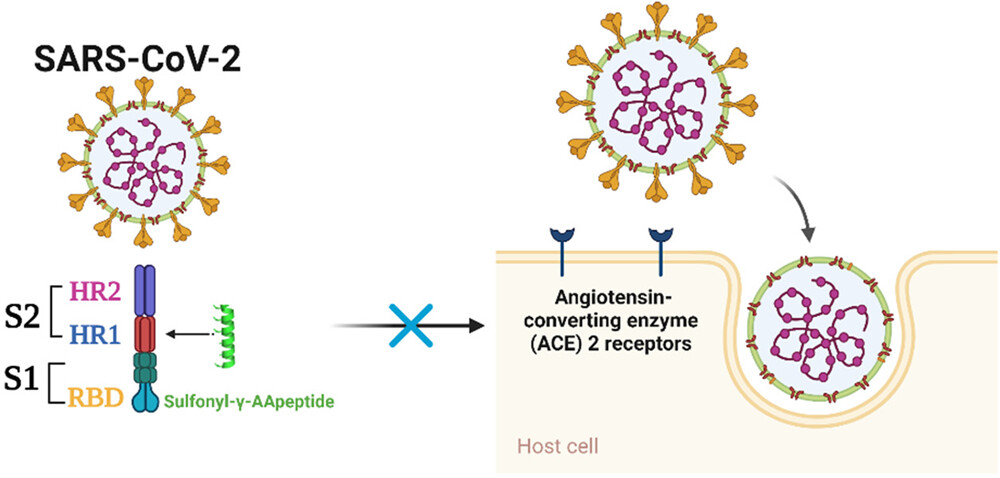 SARS-CoV-2
S2
HR2
HR1
S1
RBD
Sulfonyl-γ-AApeptide
Angiotensin-
converting enzyme
(ACE) 2 receptors
Host cell